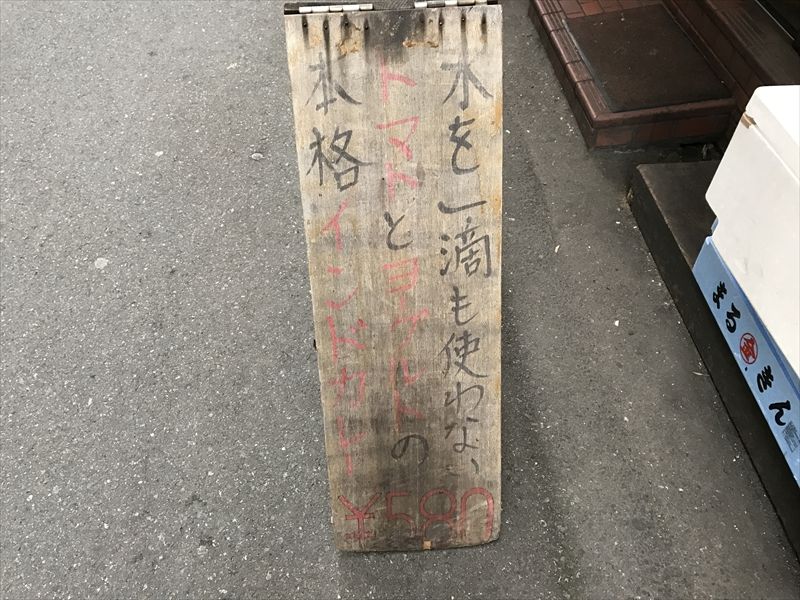 水を一滴も使わない
トマトとヨーグルトの
本格インドカレー
¥580
まる金きん